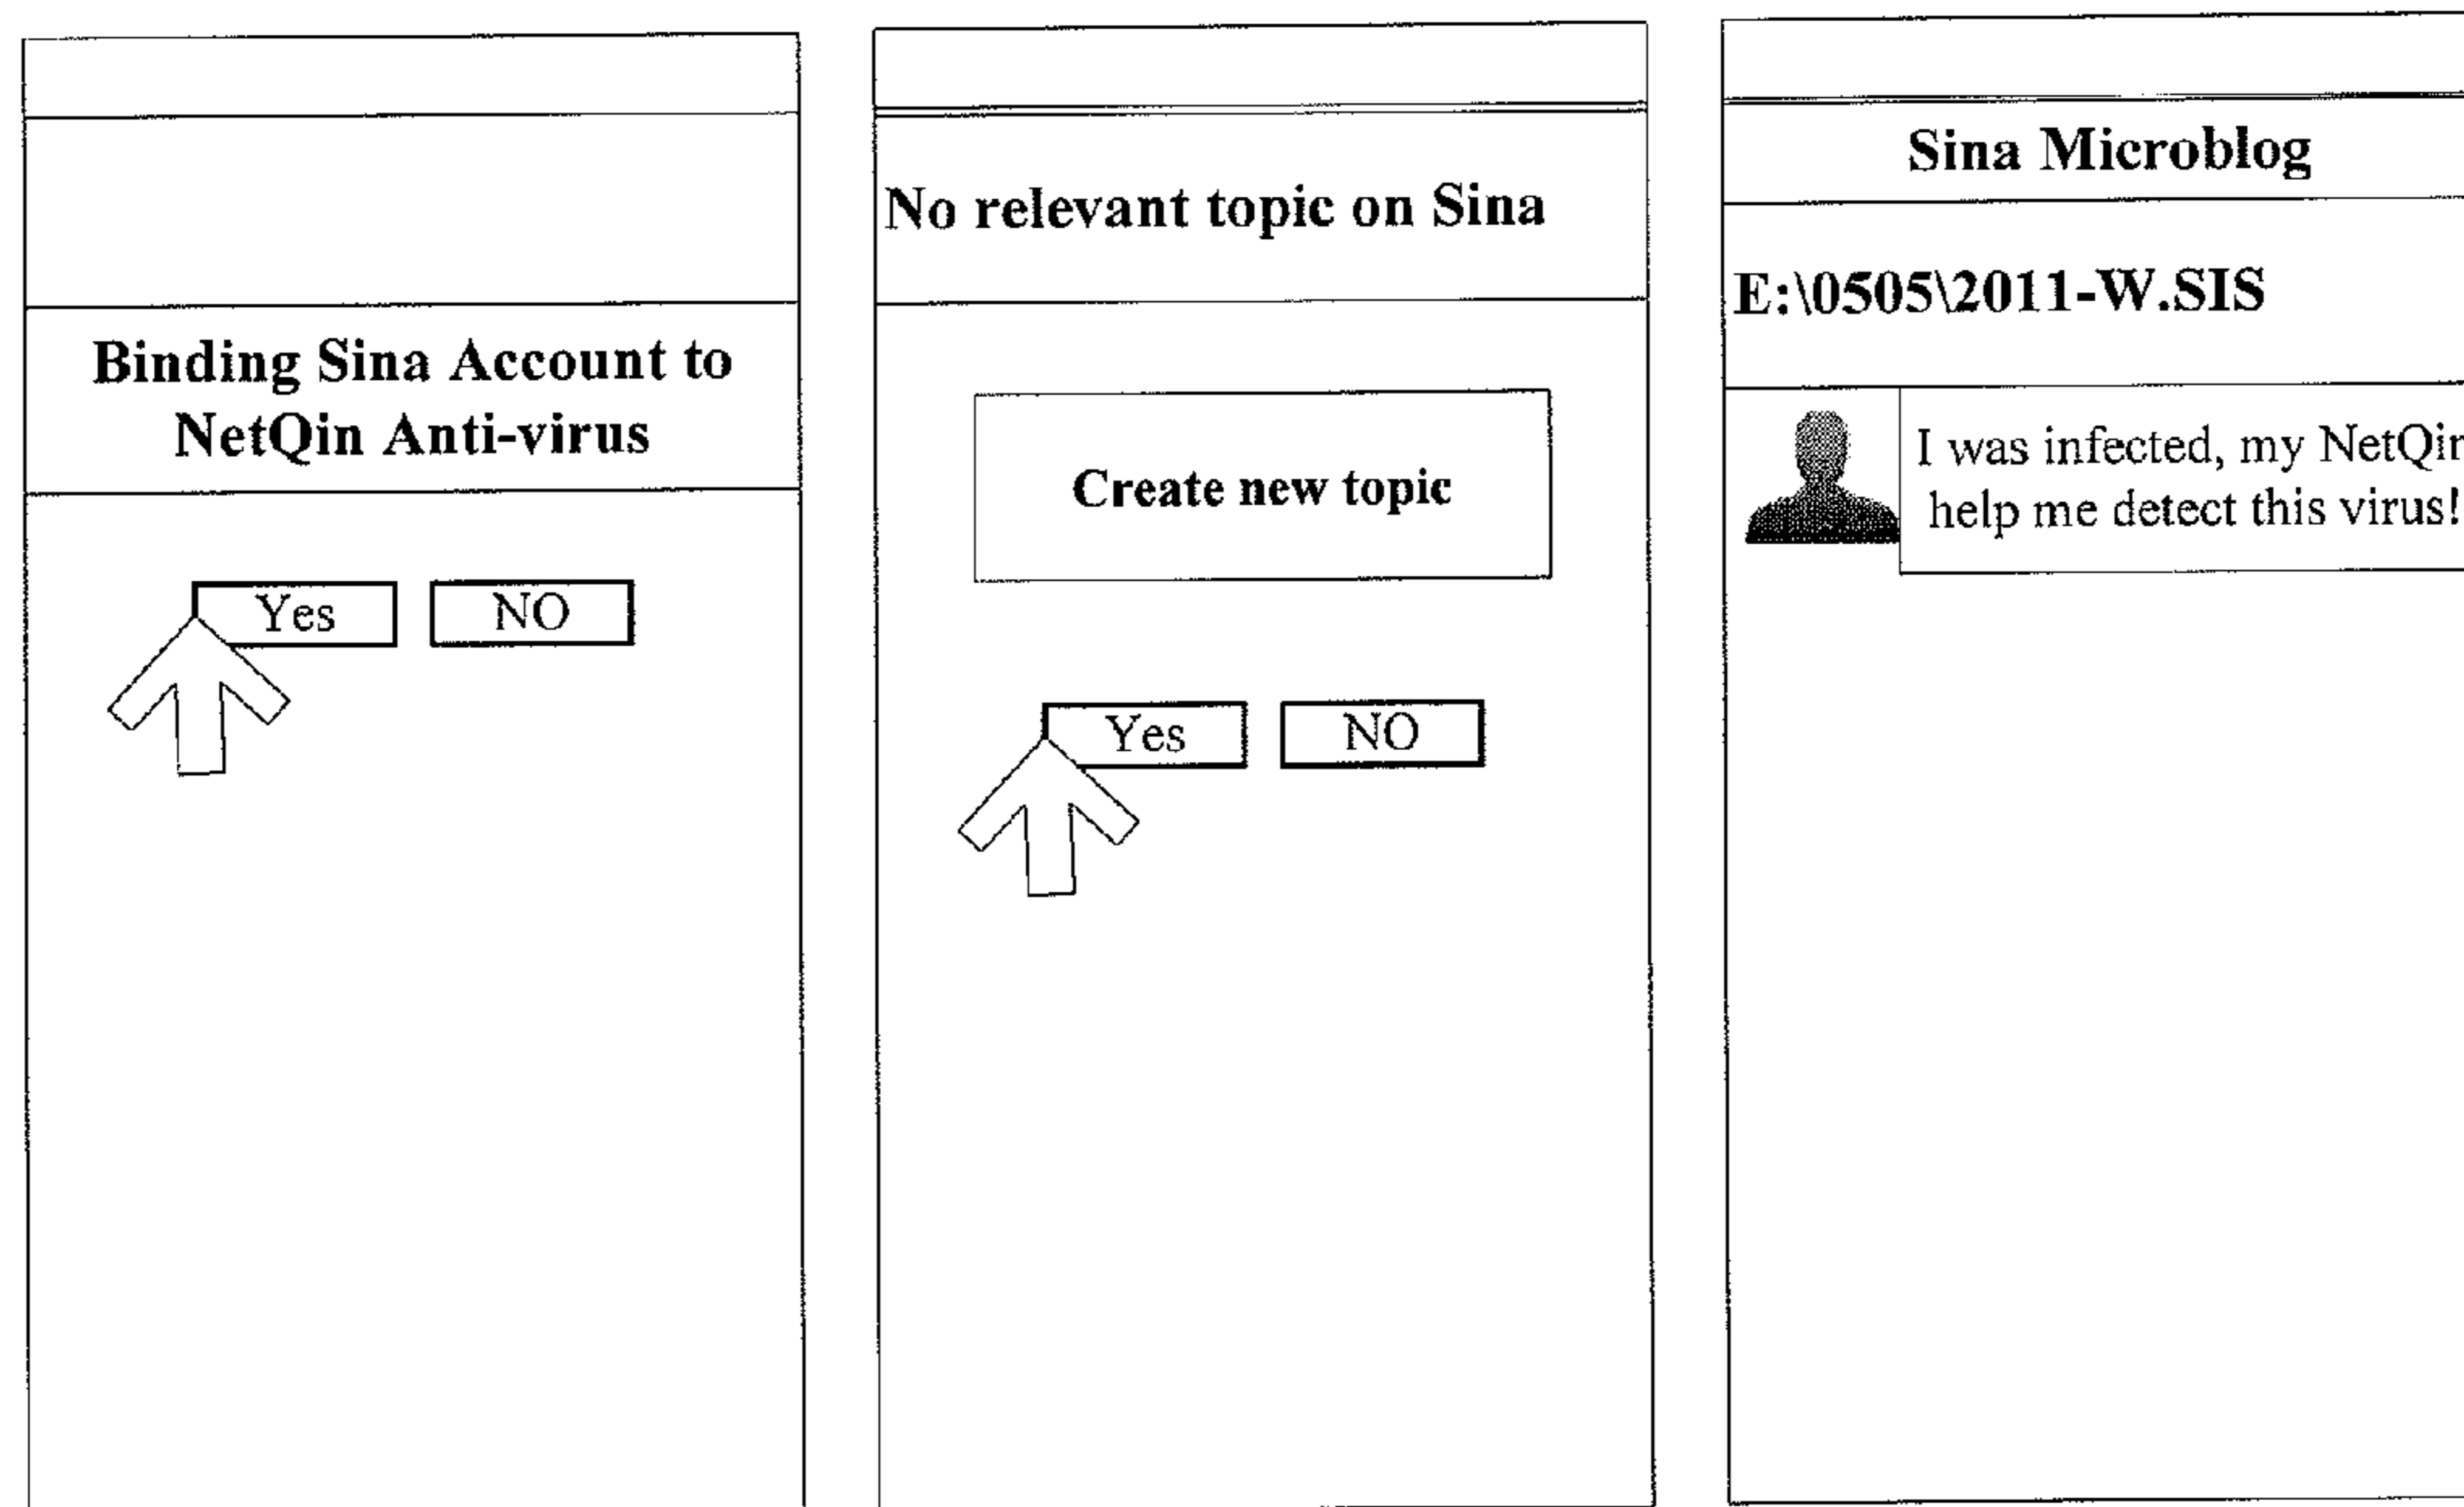 Binding Sina Account to
NetQin Anti-virus
Yes
NO
No relevant topic on Sina
Create new topic
Yes
NO
Sina Microblog
E:\0505\2011-W.SIS
I was infected, my
help me detect this virus!